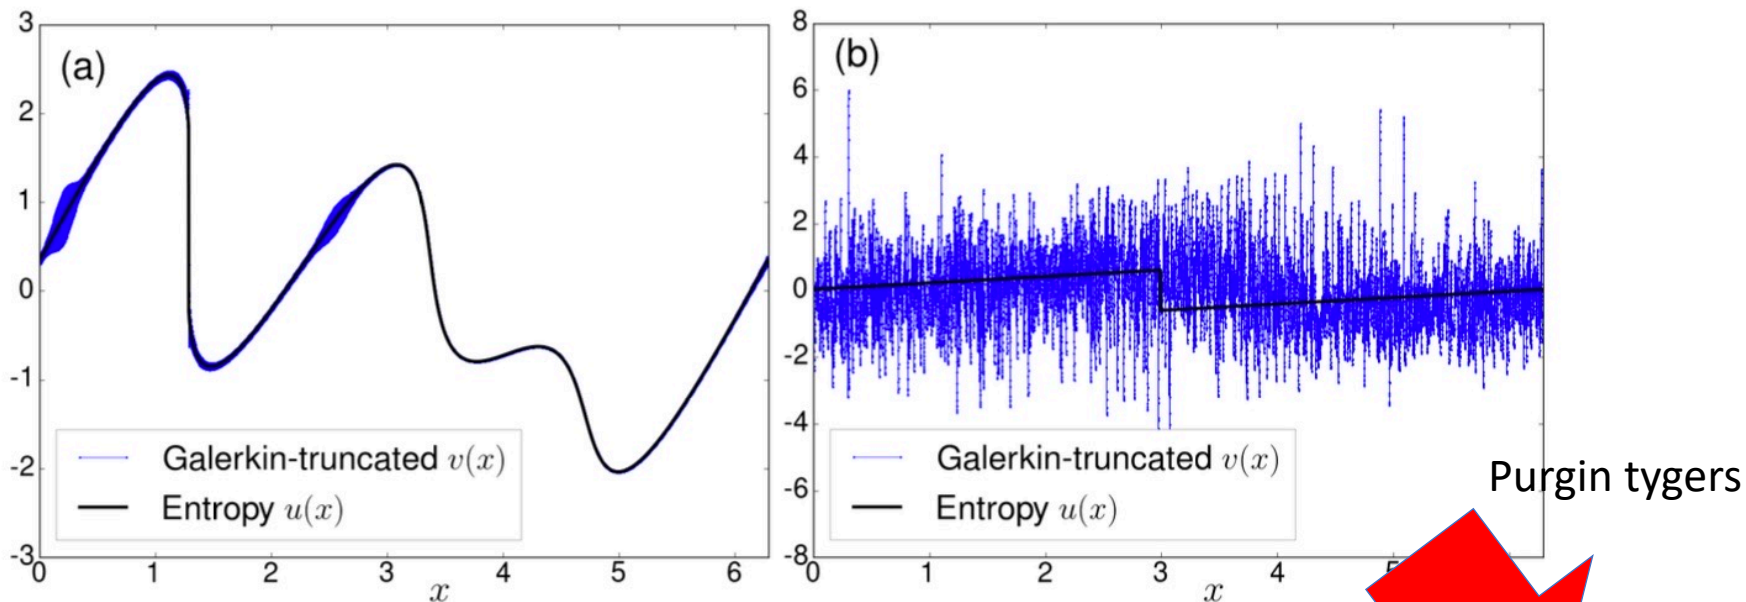 3
2
1
0
-1
-2
-3
(a)
Galerkin-truncated v(x)
Entropy u(x)
0 1 2 3 4 5 6
x
8
6
4
2
0
-2
-4
-6
-8
(b)
Galerkin-truncated v(x)
Entropy u(x)
0 1 2 3 4
x
Purgin tygers